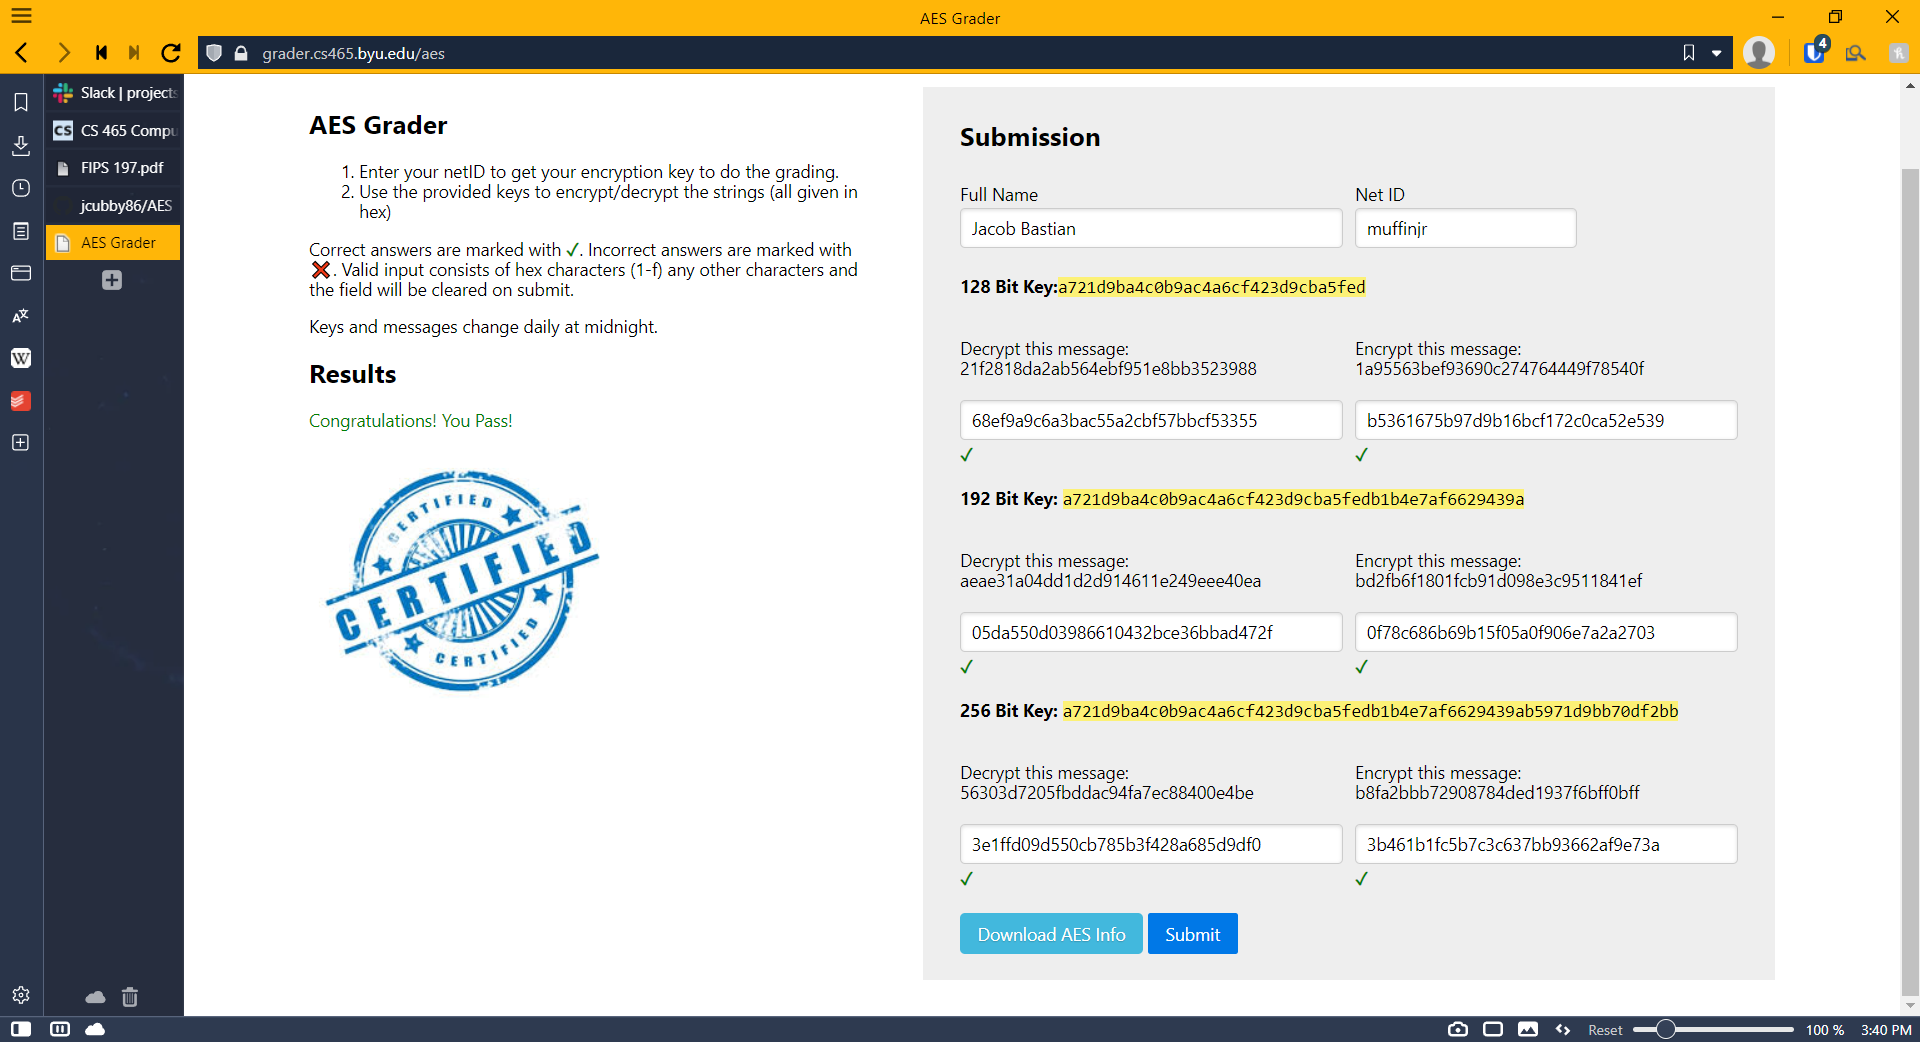 AES Grader
grader.cs465.byu.edu/aes
4
Slack | projects
CS CS 465 Compu
FIPS 197.pdf
jcubby86/AES
AES Grader
W
AES Grader
1. Enter your netID to get your encryption key to do the grading.
2. Use the provided keys to encrypt/decrypt the strings (all given in
hex)
Correct answers are marked with ✓. Incorrect answers are marked with
❌. Valid input consists of hex characters (1-f) any other characters and
the field will be cleared on submit.
Keys and messages change daily at midnight.
Results
Congratulations! You Pass!
CERTIFIED
CERTIFIED
CERTIFIED
Submission
Full Name Net ID
Jacob Bastian muffinjr
128 Bit Key:a721d9ba4c0b9ac4a6cf423d9cba5fed
Decrypt this message: Encrypt this message:
21f2818da2ab564ebf951e8bb3523988 1a95563bef93690c274764449f78540f
68ef9a9c6a3bac55a2cbf57bbcf53355 b5361675b97d9b16bcf172c0ca52e539
✓ ✓
192 Bit Key: a721d9ba4c0b9ac4a6cf423d9cba5fedb1b4e7af6629439a
Decrypt this message: Encrypt this message:
aeae31a04dd1d2d914611e249eee40ea bd2fb6f1801fcb91d098e3c9511841ef
05da550d03986610432bce36bbad472f 0f78c686b69b15f05a0f906e7a2a2703
✓ ✓
256 Bit Key: a721d9ba4c0b9ac4a6cf423d9cba5fedb1b4e7af6629439ab5971d9bb70df2bb
Decrypt this message: Encrypt this message:
56303d7205fbddac94fa7ec88400e4be b8fa2bbb72908784ded1937f6bff0bff
3e1ffd09d550cb785b3f428a685d9df0 3b461b1fc5b7c3c637bb93662af9e73a
✓ ✓
Download AES Info Submit
Reset 100 % 3:40 PM